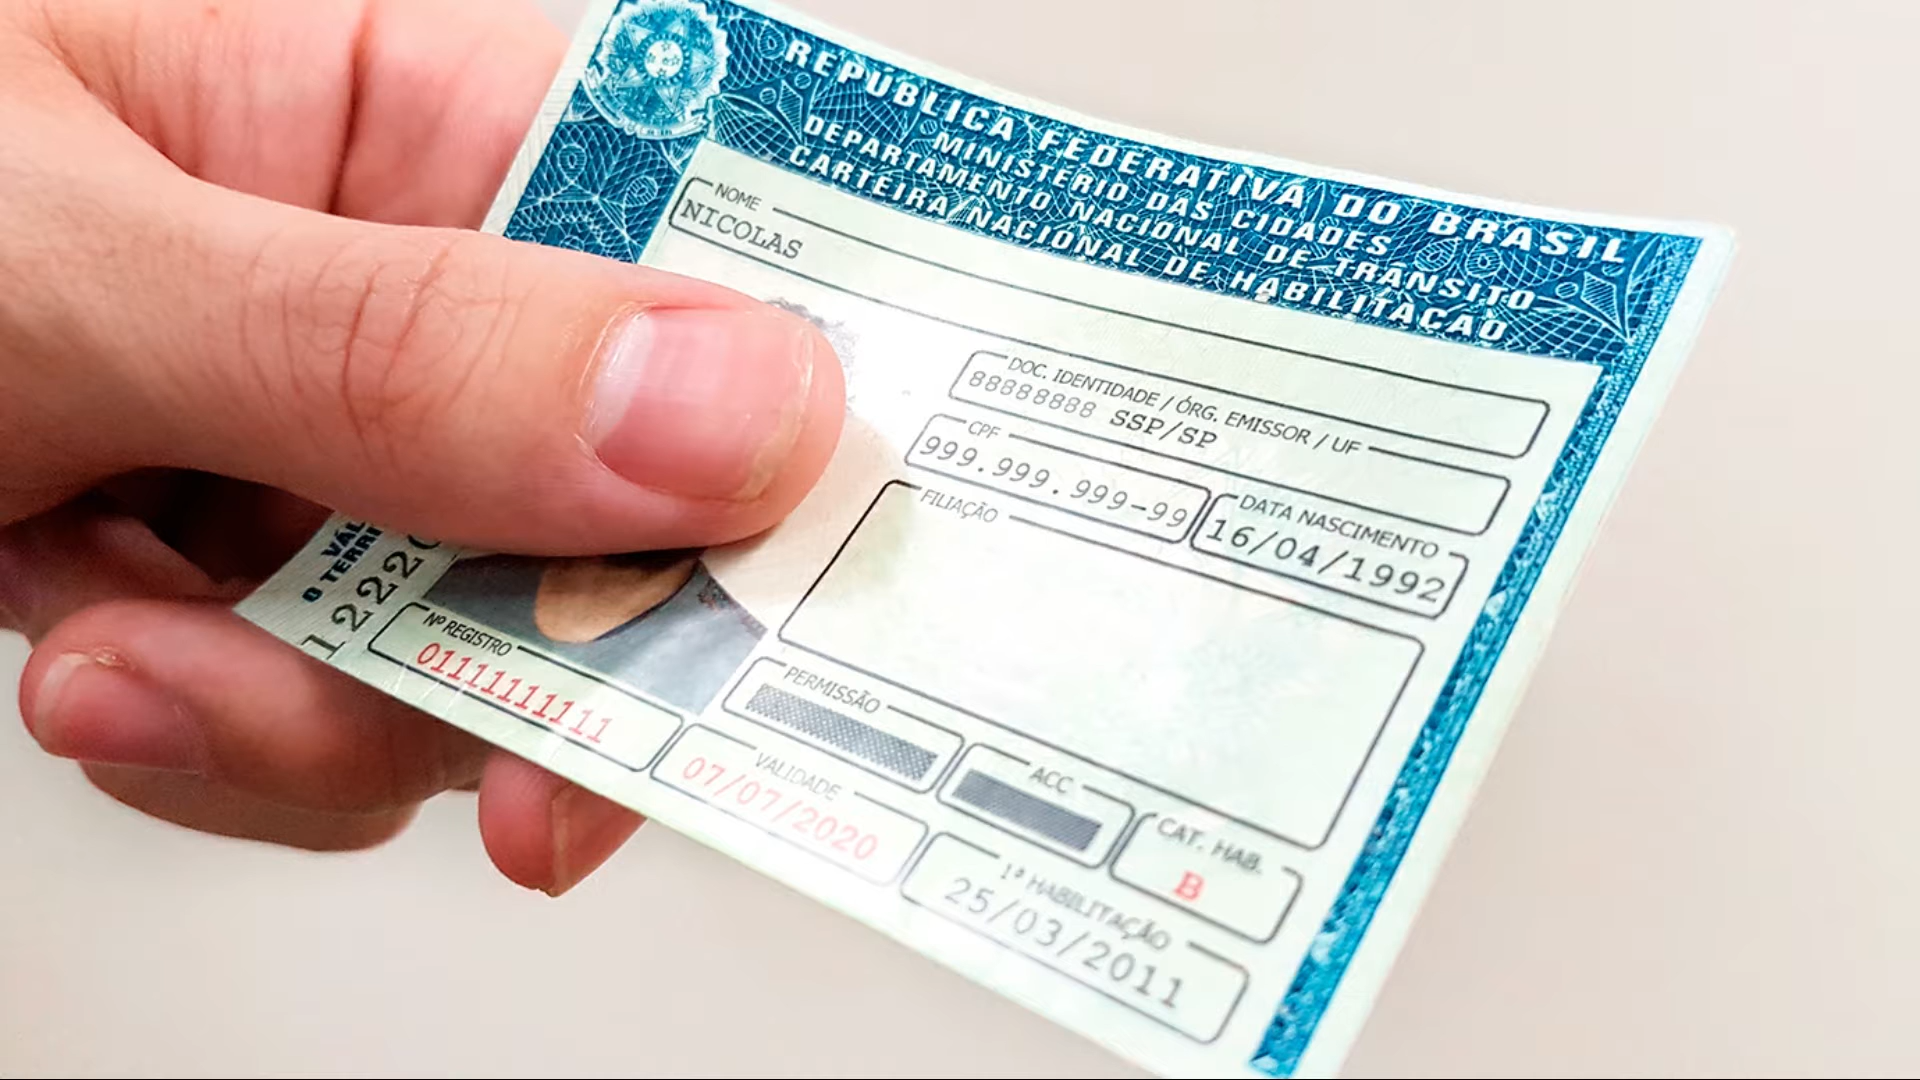 REPÚBLICA FEDERATIVA DO BRASIL
MINISTÉRIO DAS CIDADES
DEPARTAMENTO NACIONAL DE TRÂNSITO
CARTEIRA NACIONAL DE HABILITAÇÃO
NOME
NICOLAS
DOC. IDENTIDADE / ÓRG. EMISSOR / UF
88888888 SSP/SP
CPF
999.999.999-99
DATA NASCIMENTO
16/04/1992
FILIAÇÃO
PERMISSÃO
ACC
CAT. HAB.
B
Nº REGISTRO
01111111111
VALIDADE
07/07/2020
1ª HABILITAÇÃO
25/03/2011
O